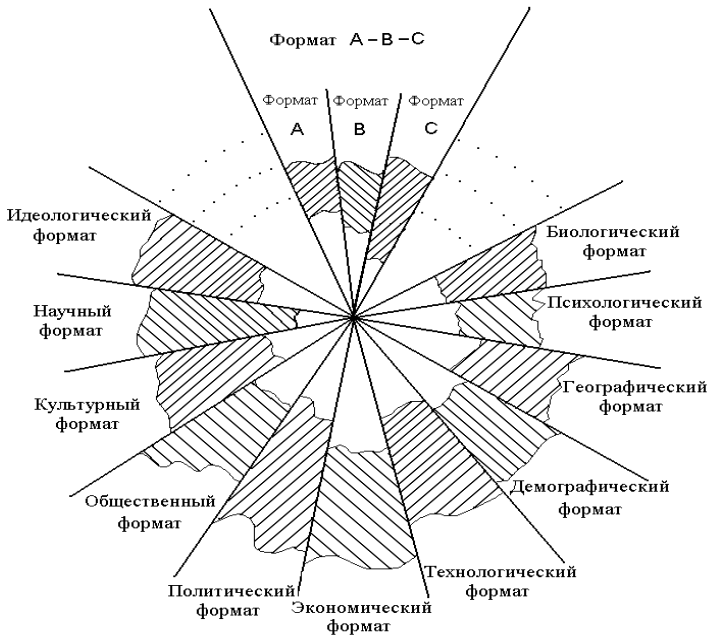 Формат A – B – C
Формат Формат Формат
A B C
Идеологический
формат
Биологический
формат
Научный
формат
Психологический
формат
Культурный
формат
Географический
формат
Общественный
формат
Демографический
формат
Политический
формат
Экономический
формат
Технологический
формат